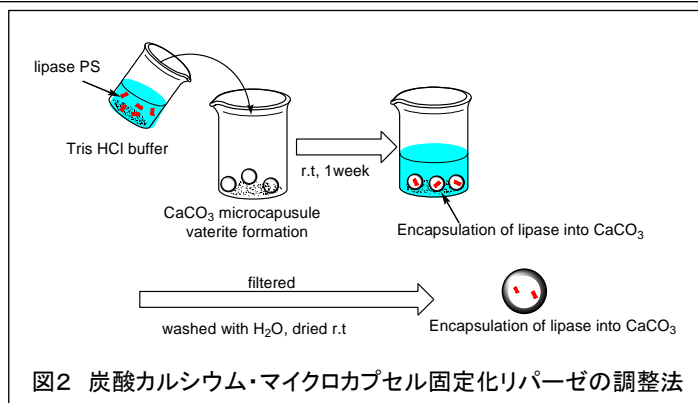 lipase PS
Tris HCl buffer
CaCO3 microcapusule
vaterite formation
r.t, 1week
Encapsulation of lipase into CaCO3
filtered
washed with H2O, dried r.t
Encapsulation of lipase into CaCO3
図2 炭酸カルシウム・マイクロカプセル固定化リパーゼの調整法